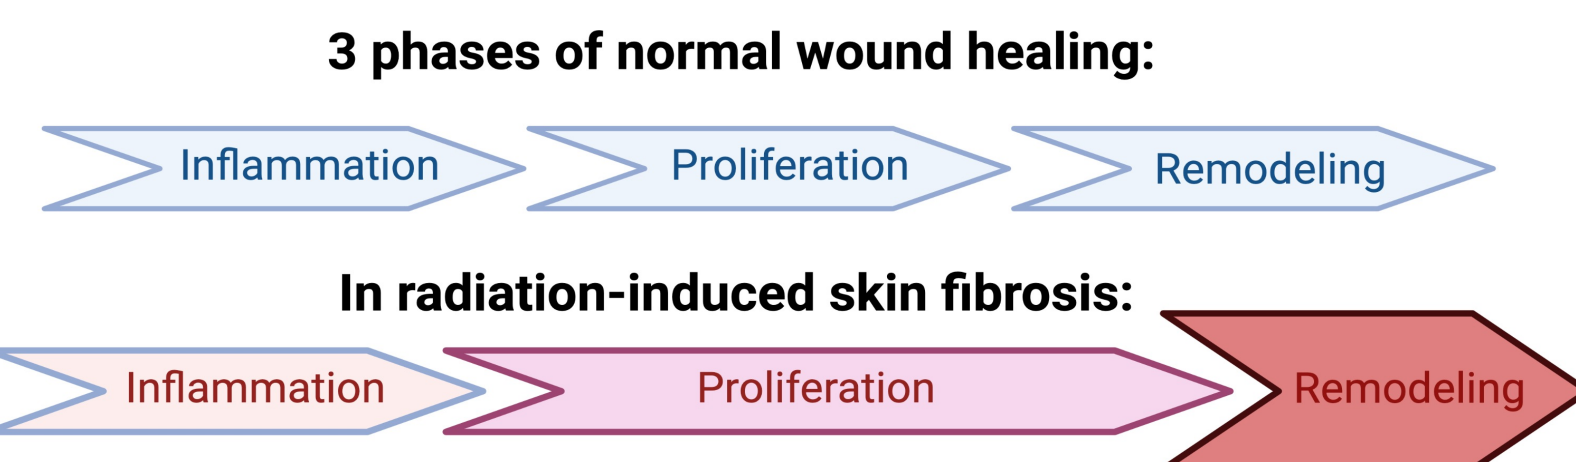 3 phases of normal wound healing:
Inflammation Proliferation Remodeling
In radiation-induced skin fibrosis:
Inflammation Proliferation Remodeling